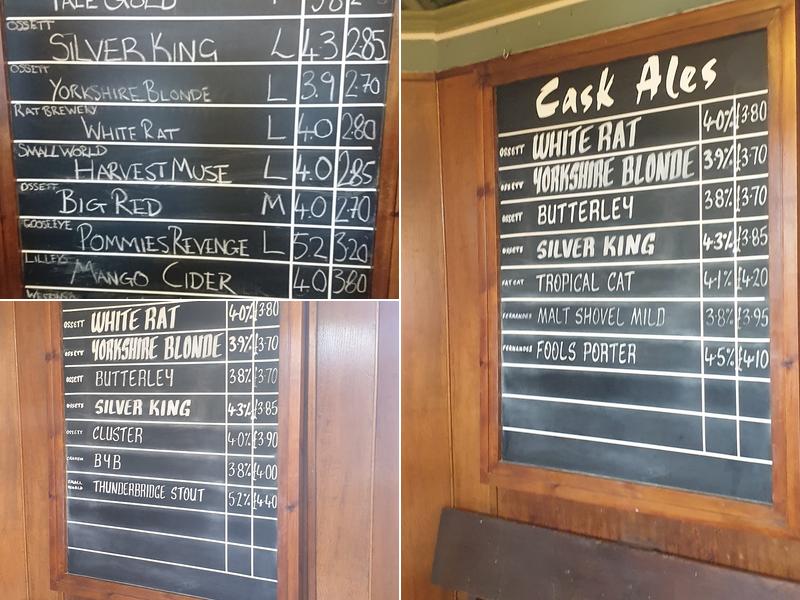 PALE GOLD
OSSETT
SILVER KING L 4.3 2.85
OSSETT
YORKSHIRE BLONDE L 3.9 2.70
RAT BREWERY
WHITE RAT L 4.0 2.80
SMALL WORLD
HARVEST MUSE L 4.0 2.85
OSSETT
BIG RED M 4.0 2.70
GOOSE EYE
POMMIES REVENGE L 5.2 3.20
LILLEYS
MANGO CIDER 4.0 3.80
Cask Ales
OSSETT WHITE RAT 4.0% £3.80
OSSETT YORKSHIRE BLONDE 3.9% £3.70
OSSETT BUTTERLEY 3.8% £3.70
OSSETT SILVER KING 4.3% £3.85
FAT CAT TROPICAL CAT 4.1% £4.20
FERNANDES MALT SHOVEL MILD 3.8% £3.95
FERNANDES FOOLS PORTER 4.5% £4.10
OSSETT WHITE RAT 4.0% £3.80
OSSETT YORKSHIRE BLONDE 3.9% £3.70
OSSETT BUTTERLEY 3.8% £3.70
OSSETT SILVER KING 4.3% £3.85
OSSETT CLUSTER 4.0% £3.90
BYB 3.8% £4.00
SMALL WORLD THUNDERBRIDGE STOUT 5.2% £4.40